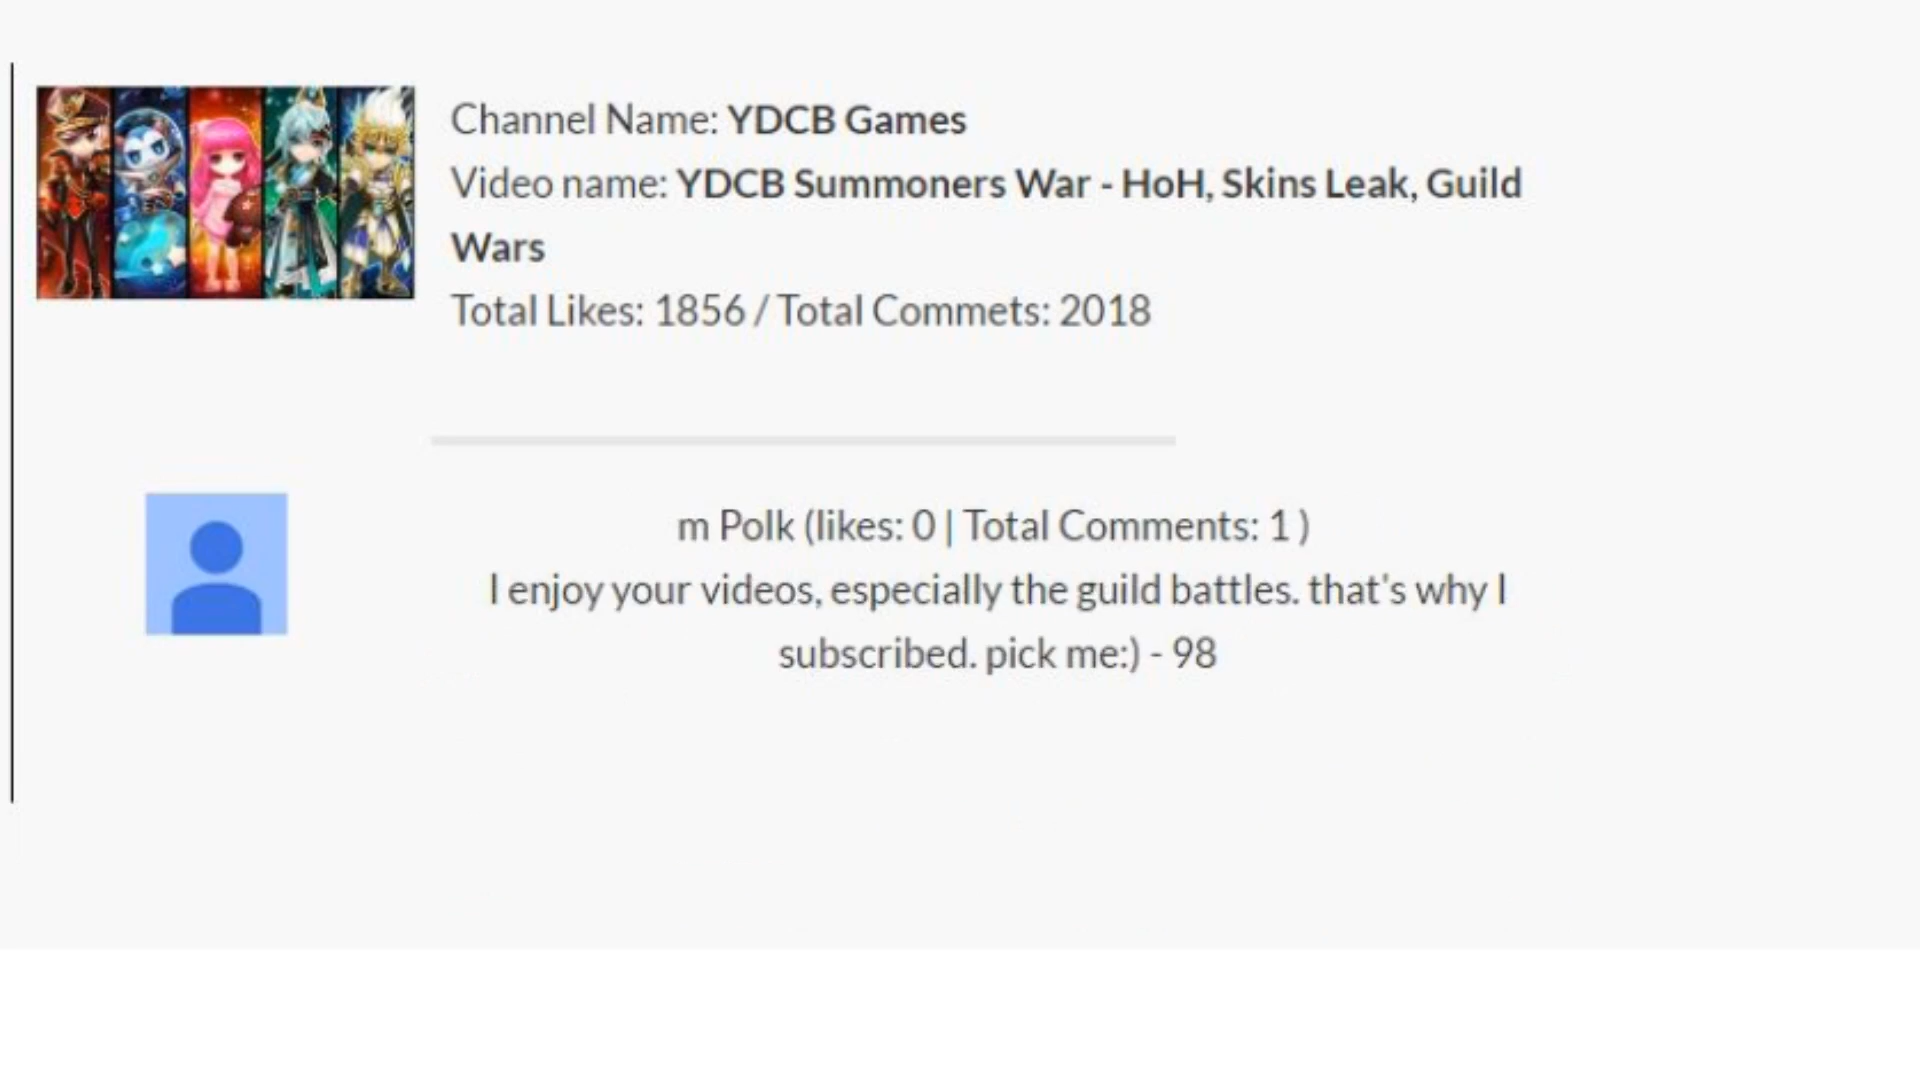 Channel Name: YDCB Games
Video name: YDCB Summoners War - HoH, Skins Leak, Guild
Wars
Total Likes: 1856 / Total Commets: 2018
m Polk (likes: 0 | Total Comments: 1 )
I enjoy your videos, especially the guild battles. that's why I
subscribed. pick me:) - 98